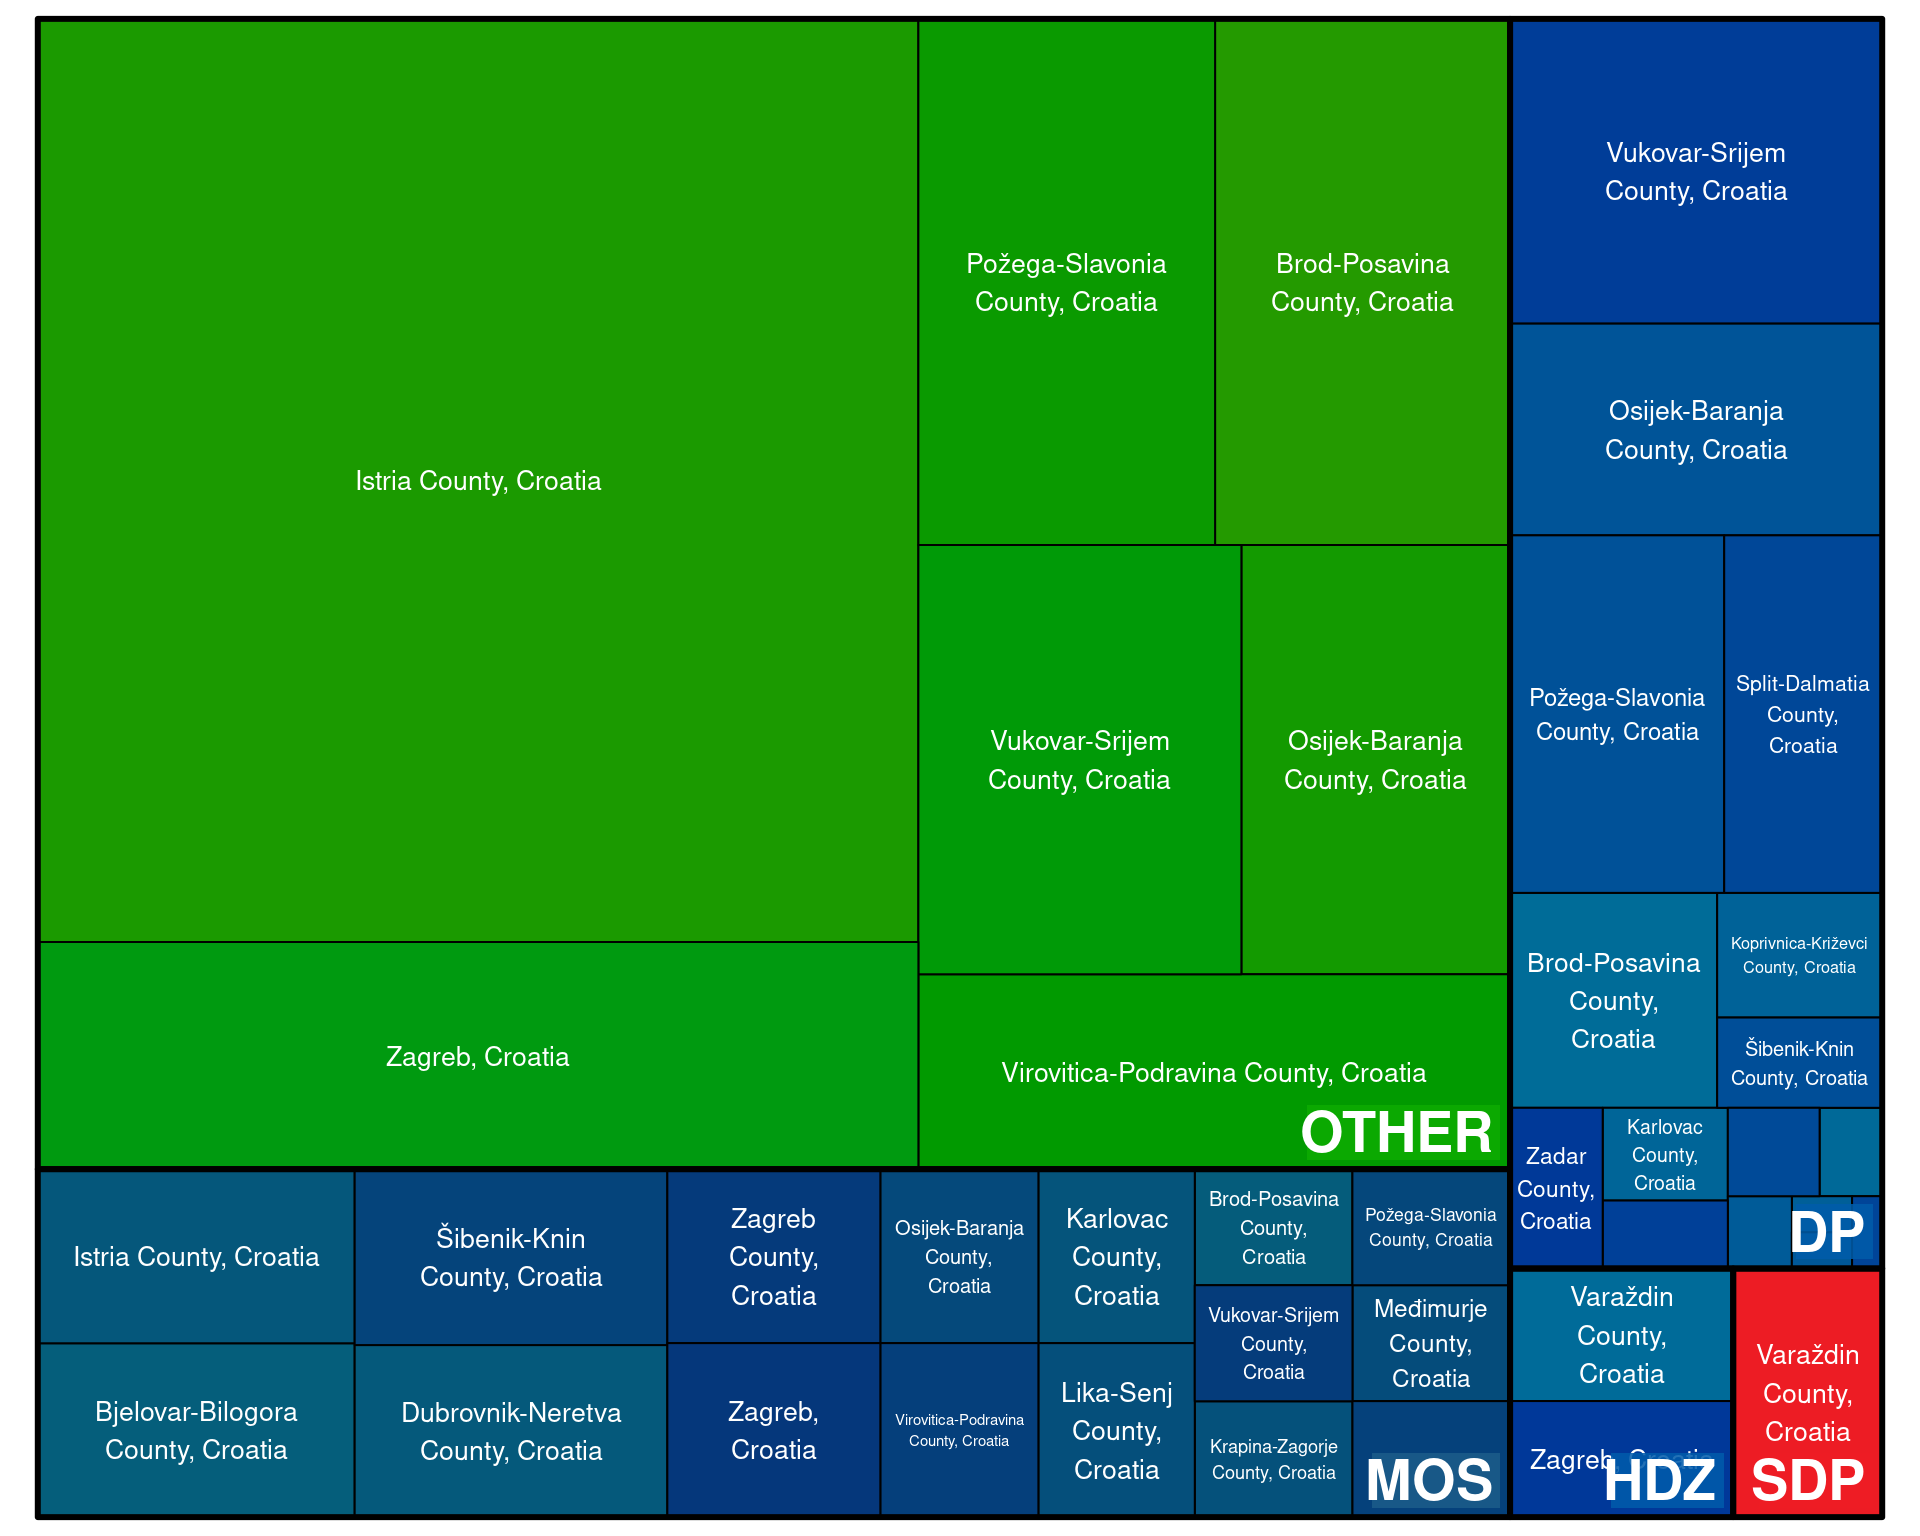 Istria County, Croatia
Zagreb, Croatia
Požega-Slavonia
County, Croatia
Brod-Posavina
County, Croatia
Vukovar-Srijem
County, Croatia
Osijek-Baranja
County, Croatia
Virovitica-Podravina County, Croatia
OTHER
Istria County, Croatia
Bjelovar-Bilogora
County, Croatia
Šibenik-Knin
County, Croatia
Dubrovnik-Neretva
County, Croatia
Zagreb
County,
Croatia
Zagreb,
Croatia
Osijek-Baranja
County,
Croatia
Virovitica-Podravina
County, Croatia
Karlovac
County,
Croatia
Lika-Senj
County,
Croatia
Brod-Posavina
County,
Croatia
Vukovar-Srijem
County,
Croatia
Krapina-Zagorje
County, Croatia
Požega-Slavonia
County, Croatia
Međimurje
County,
Croatia
MOS
Vukovar-Srijem
County, Croatia
Osijek-Baranja
County, Croatia
Požega-Slavonia
County, Croatia
Split-Dalmatia
County,
Croatia
Brod-Posavina
County,
Croatia
Koprivnica-Križevci
County, Croatia
Šibenik-Knin
County, Croatia
Zadar
County,
Croatia
Karlovac
County,
Croatia
DP
Varaždin
County,
Croatia
Zagreb, Croatia
HDZ
Varaždin
County,
Croatia
SDP